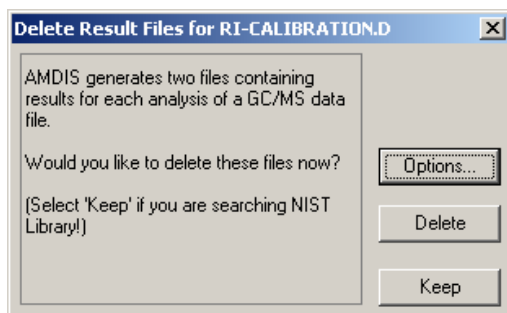 Delete Result Files for RI-CALIBRATION.D
AMDIS generates two files containing
results for each analysis of a GC/MS data
file.
Would you like to delete these files now?
(Select 'Keep' if you are searching NIST
Library!)
Options...
Delete
Keep